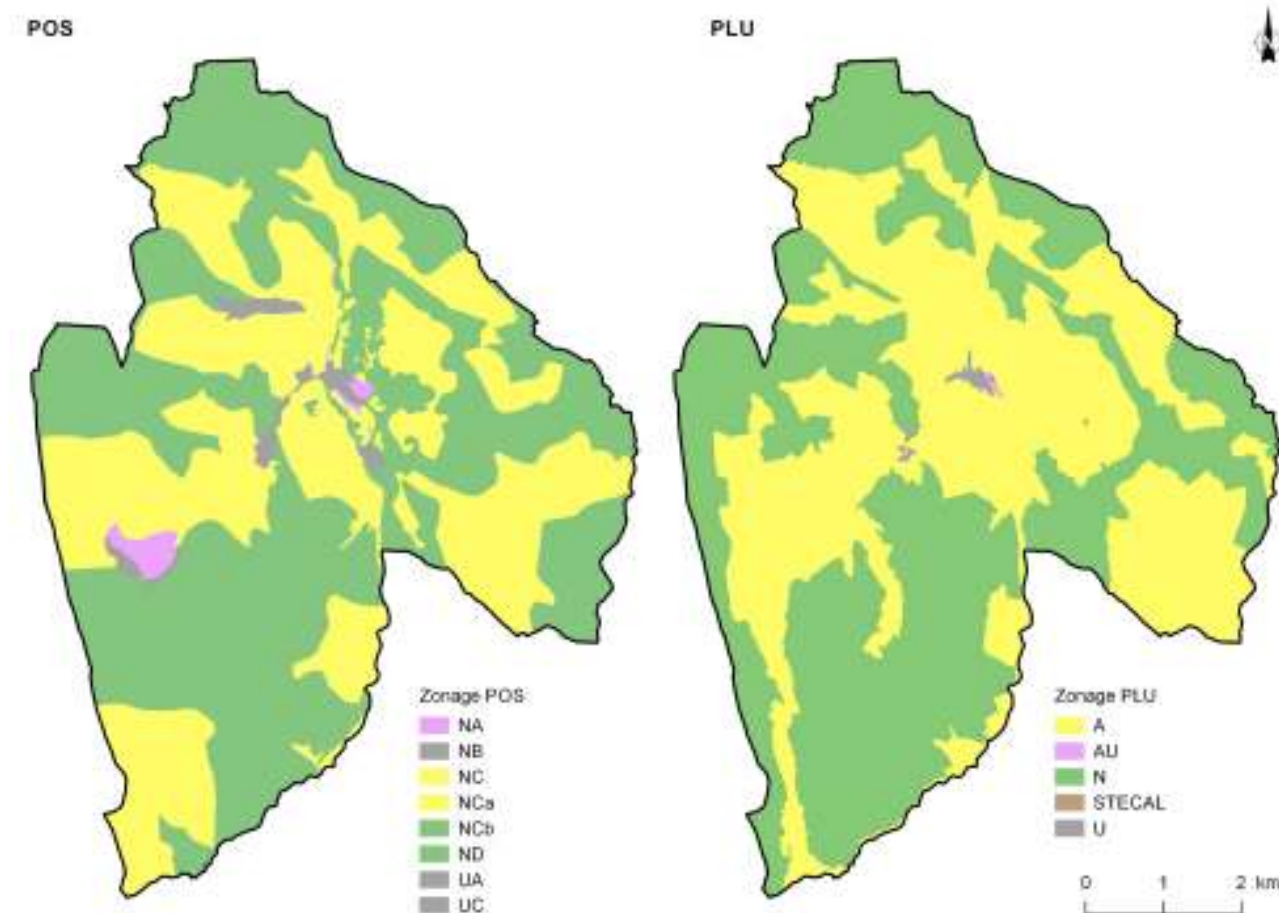 POS
PLU
N
Zonage POS
NA
NB
NC
NCa
NCb
ND
UA
UC
Zonage PLU
A
AU
N
STECAL
U
0 1 2 km